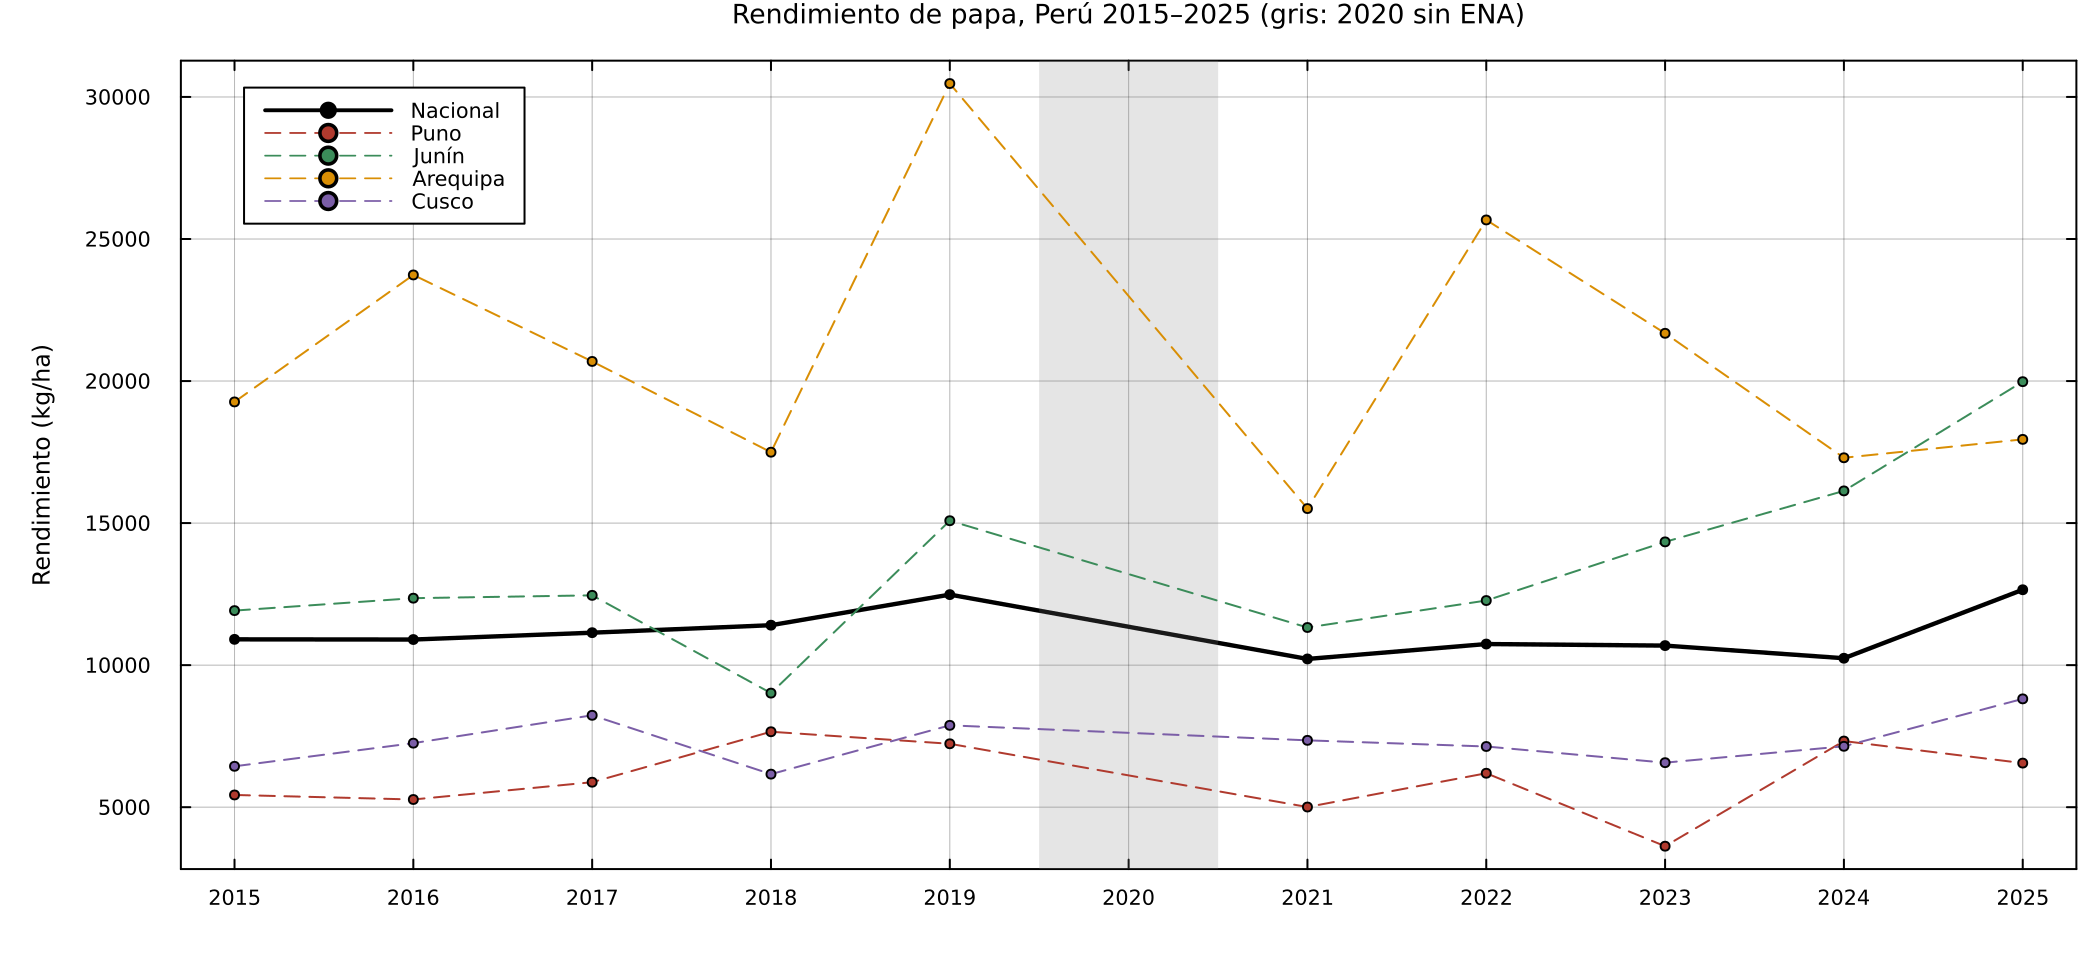 Rendimiento de papa, Perú 2015–2025 (gris: 2020 sin ENA)
Nacional
Puno
Junín
Arequipa
Cusco
Rendimiento (kg/ha)
30000
25000
20000
15000
10000
5000
2015 2016 2017 2018 2019 2020 2021 2022 2023 2024 2025